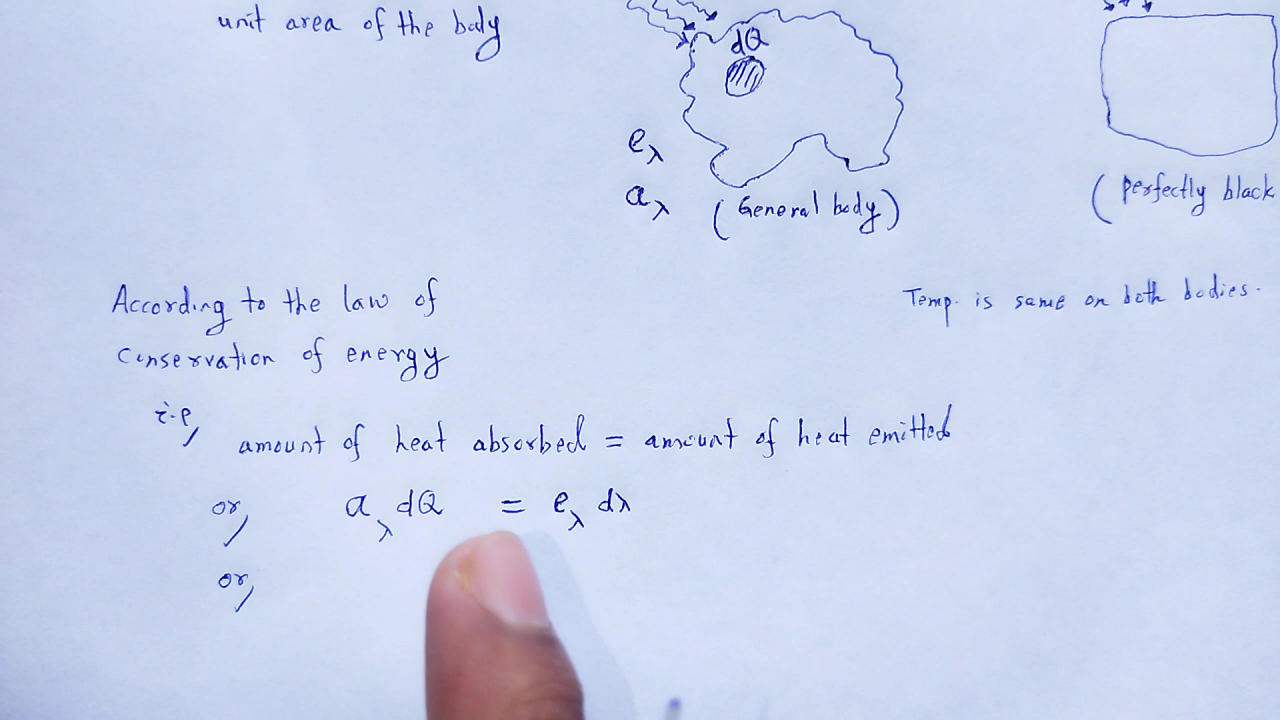 unit area of the body
dQ
eλ
aλ
(General body)
(perfectly black
Temp. is same on both bodies.
According to the law of
conservation of energy
i.e,
amount of heat absorbed = amount of heat emitted
or, aλ dQ = eλ dλ
or,